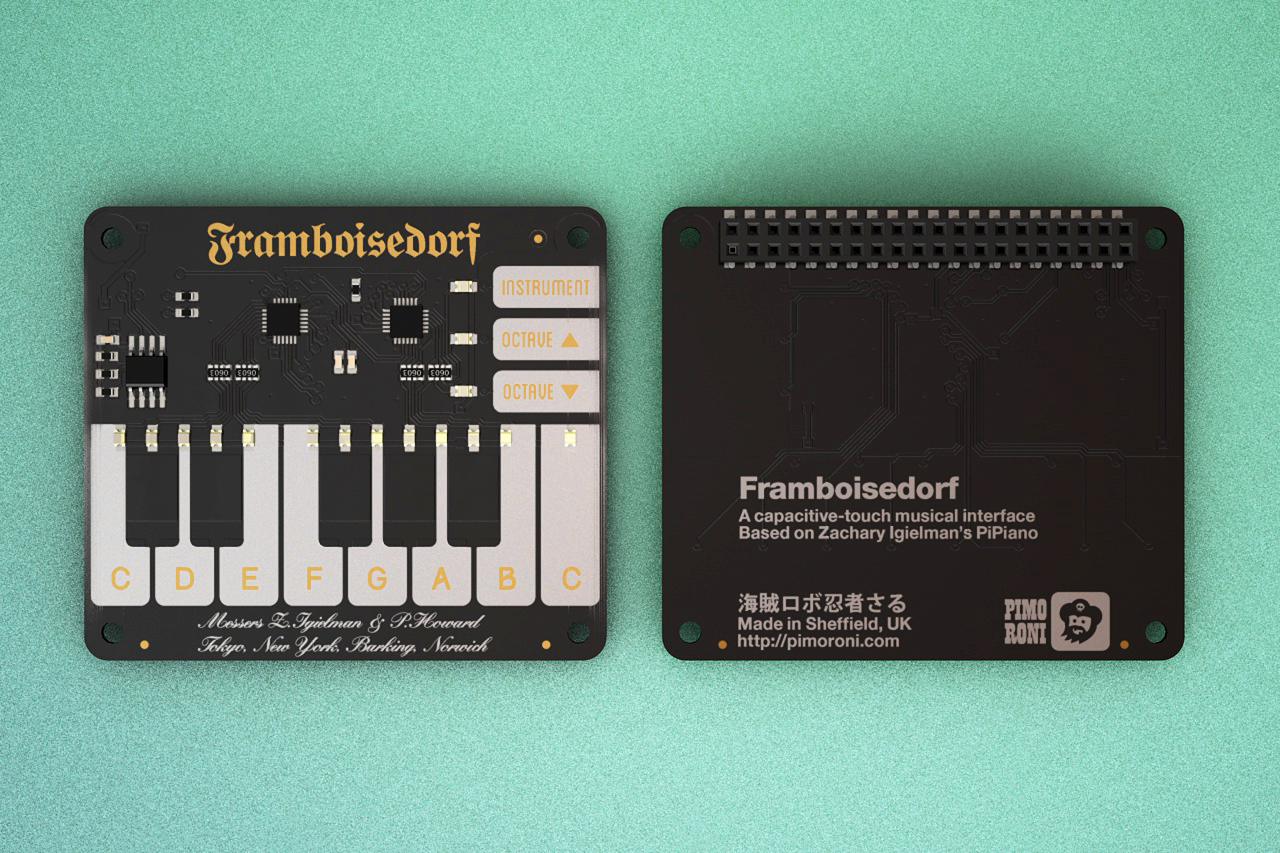 Framboisedorf
INSTRUMENT
OCTAVE ▲
OCTAVE ▼
0603 0603 0603 0603
C D E F G A B C
Messers Z.Igielman & P.Howard
Tokyo, New York, Barking, Norwich
Framboisedorf
A capacitive-touch musical interface
Based on Zachary Igielman's PiPiano
海賊ロボ忍者さる
Made in Sheffield, UK
http://pimoroni.com
PIMO
RONI